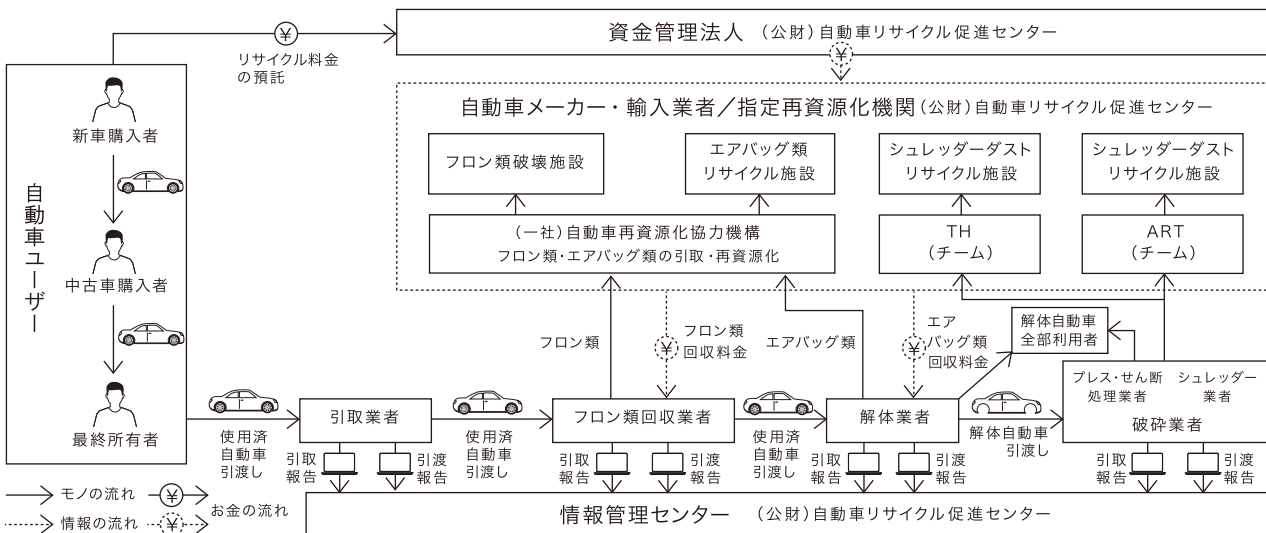 資金管理法人 (公財)自動車リサイクル促進センター
リサイクル料金
の預託
自動車ユーザー
新車購入者
中古車購入者
最終所有者
自動車メーカー・輸入業者/指定再資源化機関(公財)自動車リサイクル促進センター
フロン類破壊施設
エアバッグ類
リサイクル施設
シュレッダーダスト
リサイクル施設
シュレッダーダスト
リサイクル施設
(一社)自動車再資源化協力機構
フロン類・エアバッグ類の引取・再資源化
TH
(チーム)
ART
(チーム)
フロン類
フロン類
回収料金
エアバッグ類
エア
バッグ類
回収料金
解体自動車
全部利用者
使用済
自動車
引渡し
引取業者
使用済
自動車
引渡し
フロン類回収業者
使用済
自動車
引渡し
解体業者
解体自動車
引渡し
プレス・せん断
処理業者
シュレッダー
業者
破砕業者
引取
報告
引渡
報告
引取
報告
引渡
報告
引取
報告
引渡
報告
引取
報告
引渡
報告
モノの流れ
情報の流れ
お金の流れ
情報管理センター (公財)自動車リサイクル促進センター
¥
¥
¥
¥
¥
¥